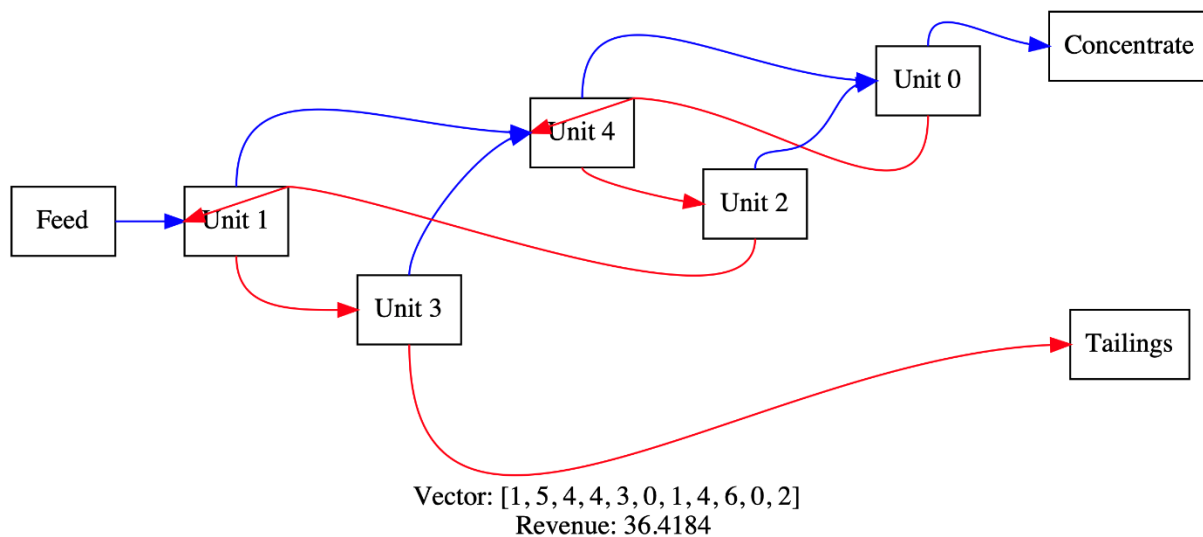 Concentrate
Unit 0
Unit 4
Unit 2
Feed
Unit 1
Unit 3
Tailings
Vector: [1, 5, 4, 4, 3, 0, 1, 4, 6, 0, 2]
Revenue: 36.4184